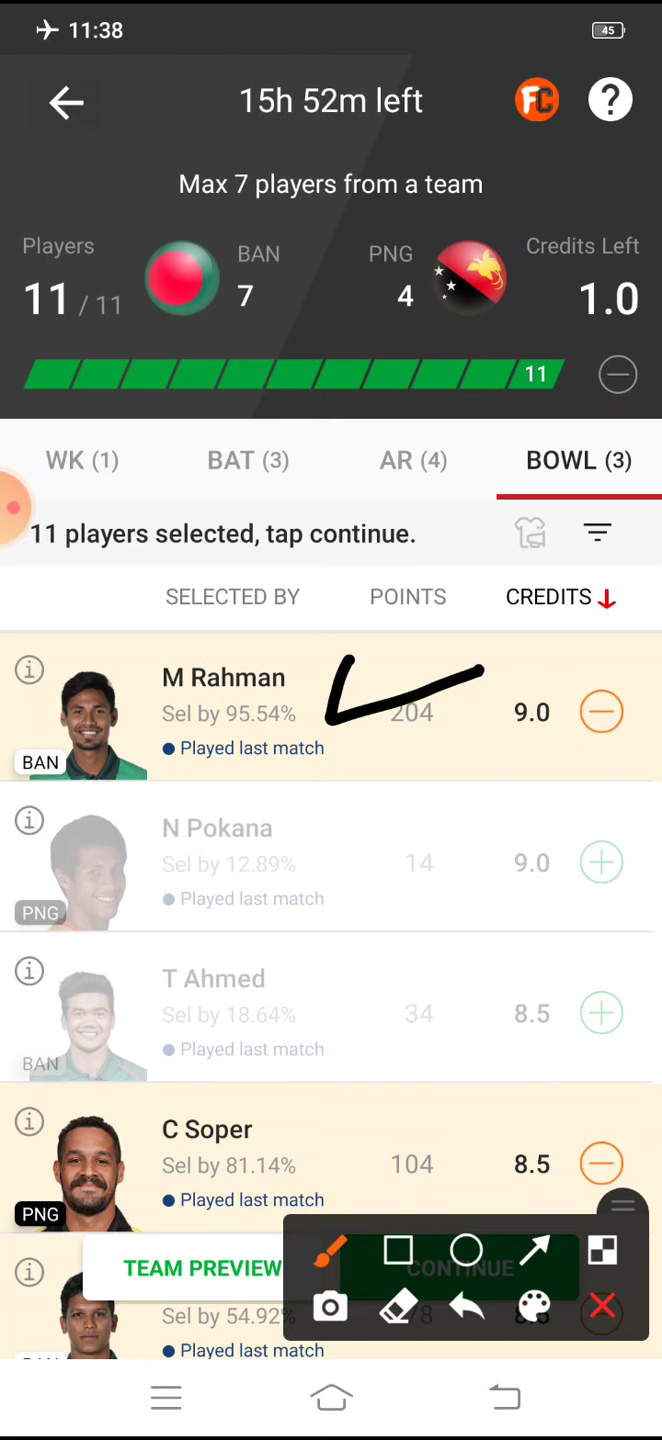 11:38
45
15h 52m left
FC
?
Max 7 players from a team
Players
BAN
PNG
Credits Left
11 / 11
7
4
1.0
11
WK (1)
BAT (3)
AR (4)
BOWL (3)
11 players selected, tap continue.
SELECTED BY
POINTS
CREDITS
M Rahman
Sel by 95.54%
204
9.0
Played last match
BAN
N Pokana
Sel by 12.89%
14
9.0
Played last match
PNG
T Ahmed
Sel by 18.64%
34
8.5
Played last match
BAN
C Soper
Sel by 81.14%
104
8.5
Played last match
PNG
TEAM PREVIEW
CONTINUE
Sel by 54.92%
Played last match